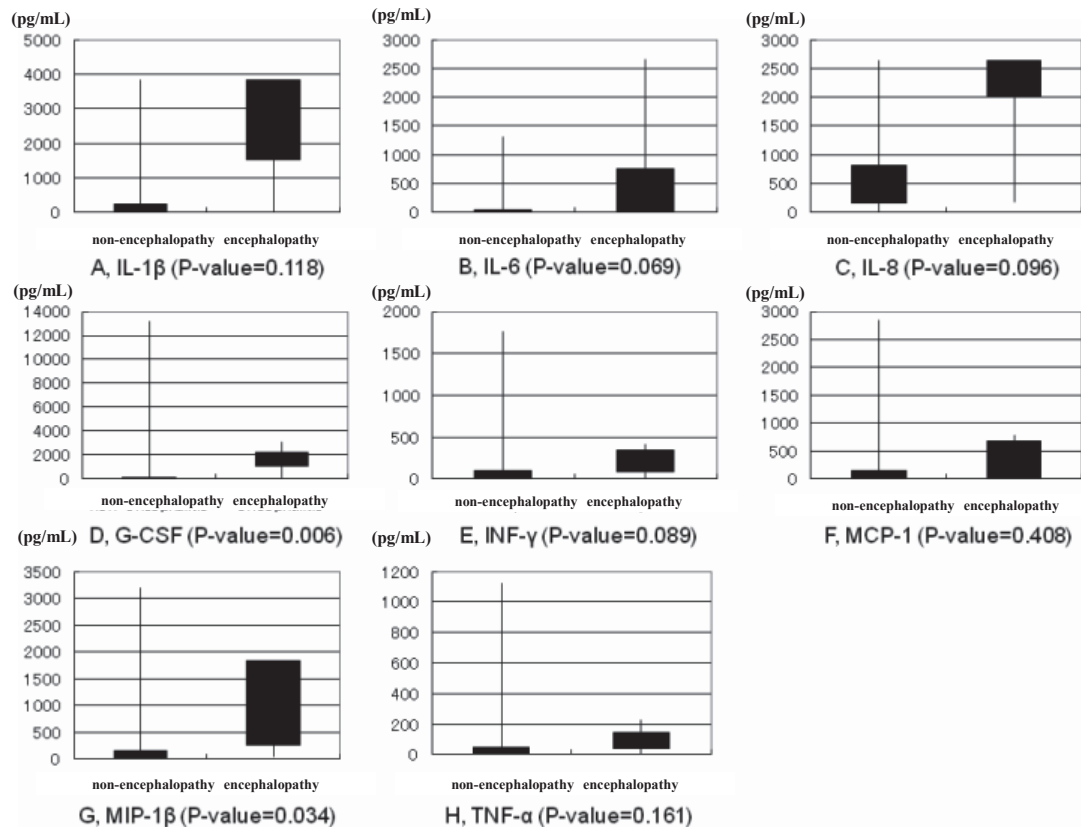 (pg/mL) (pg/mL) (pg/mL)
5000 3000 3000
4000 2500 2500
3000 2000 2000
2000 1500 1500
1000 1000 1000
0 500 500
0 0
non-encephalopathy encephalopathy non-encephalopathy encephalopathy non-encephalopathy encephalopathy
A, IL-1β (P-value=0.118) B, IL-6 (P-value=0.069) C, IL-8 (P-value=0.096)
(pg/mL) (pg/mL) (pg/mL)
14000 2000 3000
12000 1500 2500
10000 1000 2000
8000 500 1500
6000 0 1000
4000 500
2000 0
0
non-encephalopathy encephalopathy non-encephalopathy encephalopathy non-encephalopathy encephalopathy
D, G-CSF (P-value=0.006) E, INF-γ (P-value=0.089) F, MCP-1 (P-value=0.408)
(pg/mL) (pg/mL)
3500 1200
3000 1000
2500 800
2000 600
1500 400
1000 200
500 0
0
non-encephalopathy encephalopathy non-encephalopathy encephalopathy
G, MIP-1β (P-value=0.034) H, TNF-α (P-value=0.161)